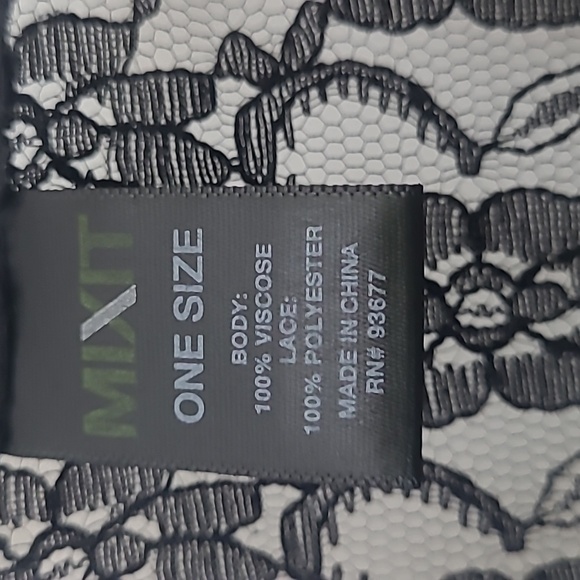 MIXIT
ONE SIZE
BODY:
100% VISCOSE
LACE:
100% POLYESTER
MADE IN CHINA
RN# 93677